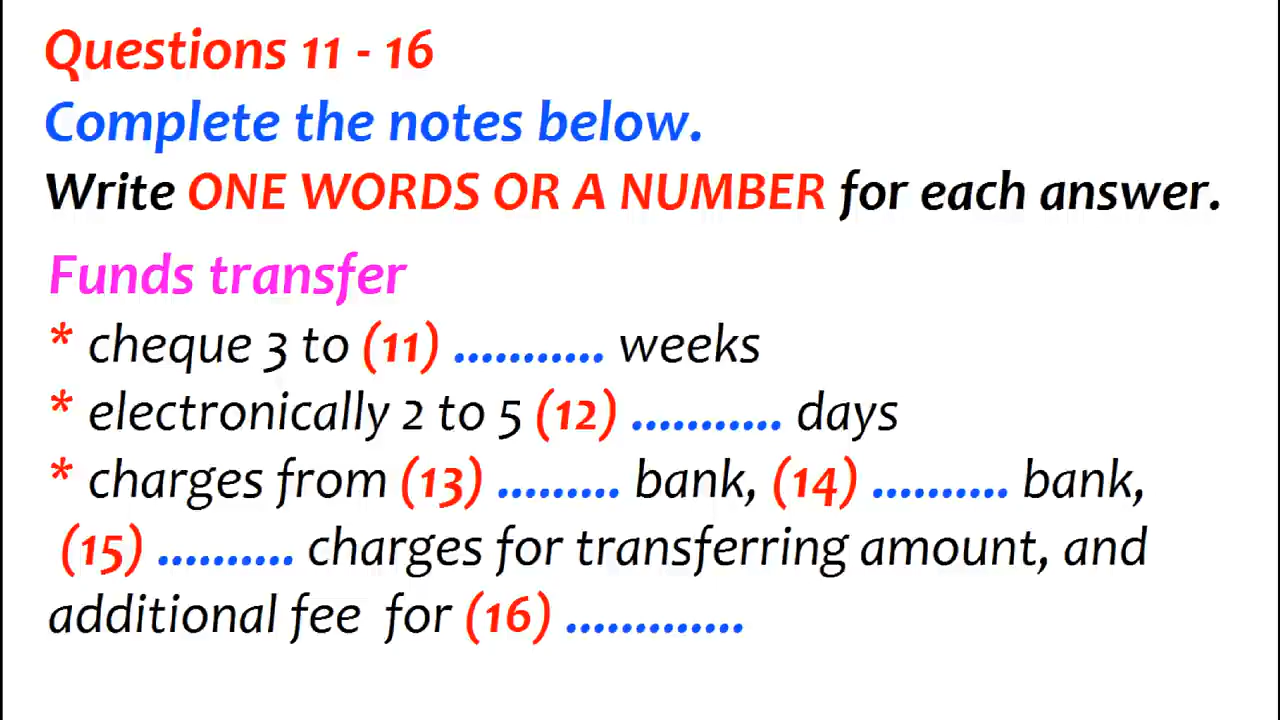 Questions 11 - 16
Complete the notes below.
Write ONE WORDS OR A NUMBER for each answer.
Funds transfer
* cheque 3 to (11) ........... weeks
* electronically 2 to 5 (12) ........... days
* charges from (13) ......... bank, (14) .......... bank,
(15) .......... charges for transferring amount, and
additional fee for (16) .............